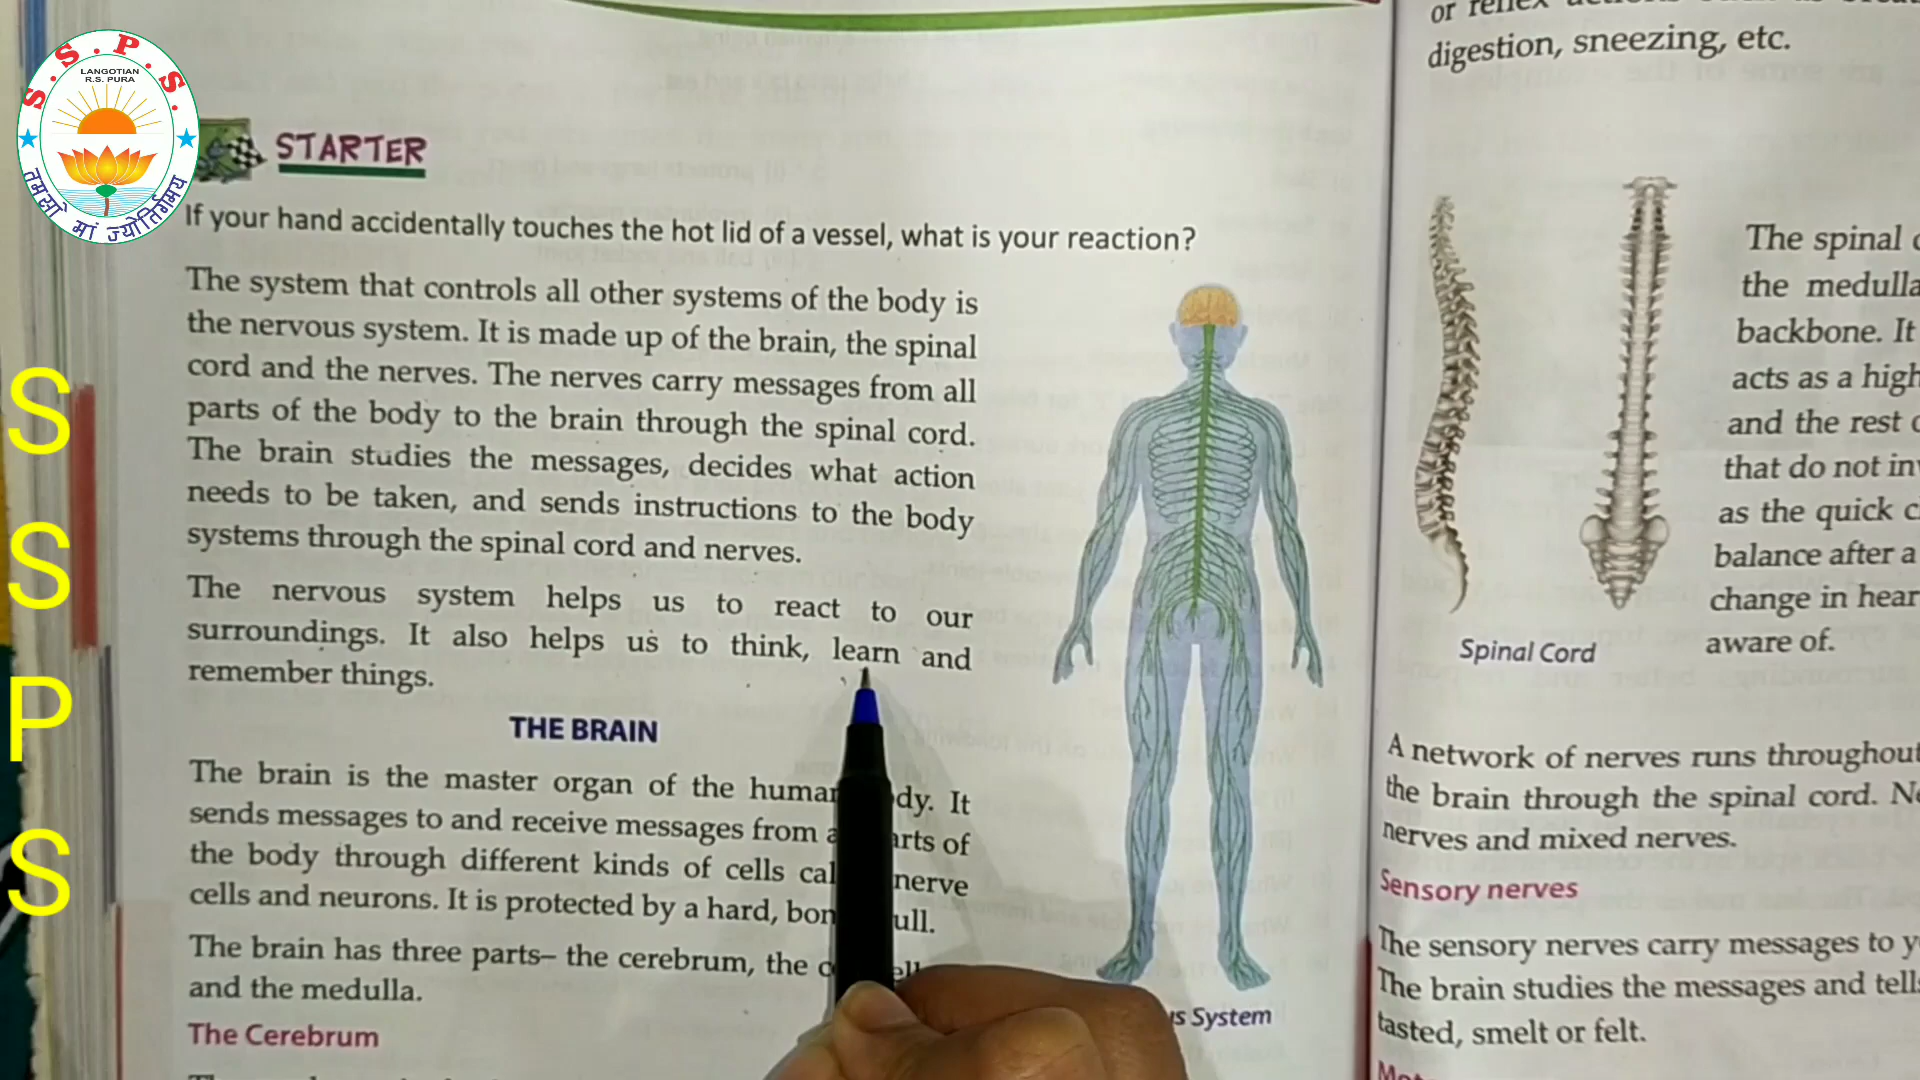 S.S.P.S.
LANGOTIAN
R.S. PURA
तमसो मां ज्योतिर्गमय
S
S
P
S
STARTER
If your hand accidentally touches the hot lid of a vessel, what is your reaction?
The system that controls all other systems of the body is
the nervous system. It is made up of the brain, the spinal
cord and the nerves. The nerves carry messages from all
parts of the body to the brain through the spinal cord.
The brain studies the messages, decides what action
needs to be taken, and sends instructions to the body
systems through the spinal cord and nerves.
The nervous system helps us to react to our
surroundings. It also helps us to think, learn and
remember things.
THE BRAIN
The brain is the master organ of the human dy. It
sends messages to and receive messages from a arts of
the body through different kinds of cells cal nerve
cells and neurons. It is protected by a hard, bon ull.
The brain has three parts– the cerebrum, the
and the medulla.
The Cerebrum
s System
or
digestion, sneezing, etc.
Spinal Cord
The spinal
the medulla
backbone. It
acts as a high
and the rest
that do not in
as the quick
balance after a
change in hear
aware of.
A network of nerves runs throughout
the brain through the spinal cord.
nerves and mixed nerves.
Sensory nerves
The sensory nerves carry messages to y
The brain studies the messages and tells
tasted, smelt or felt.